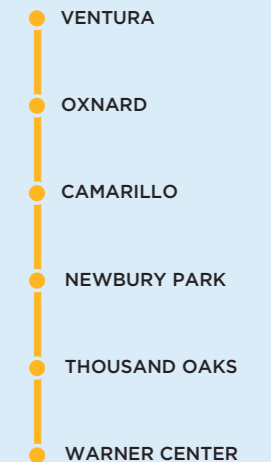 VENTURA
OXNARD
CAMARILLO
NEWBURY PARK
THOUSAND OAKS
WARNER CENTER